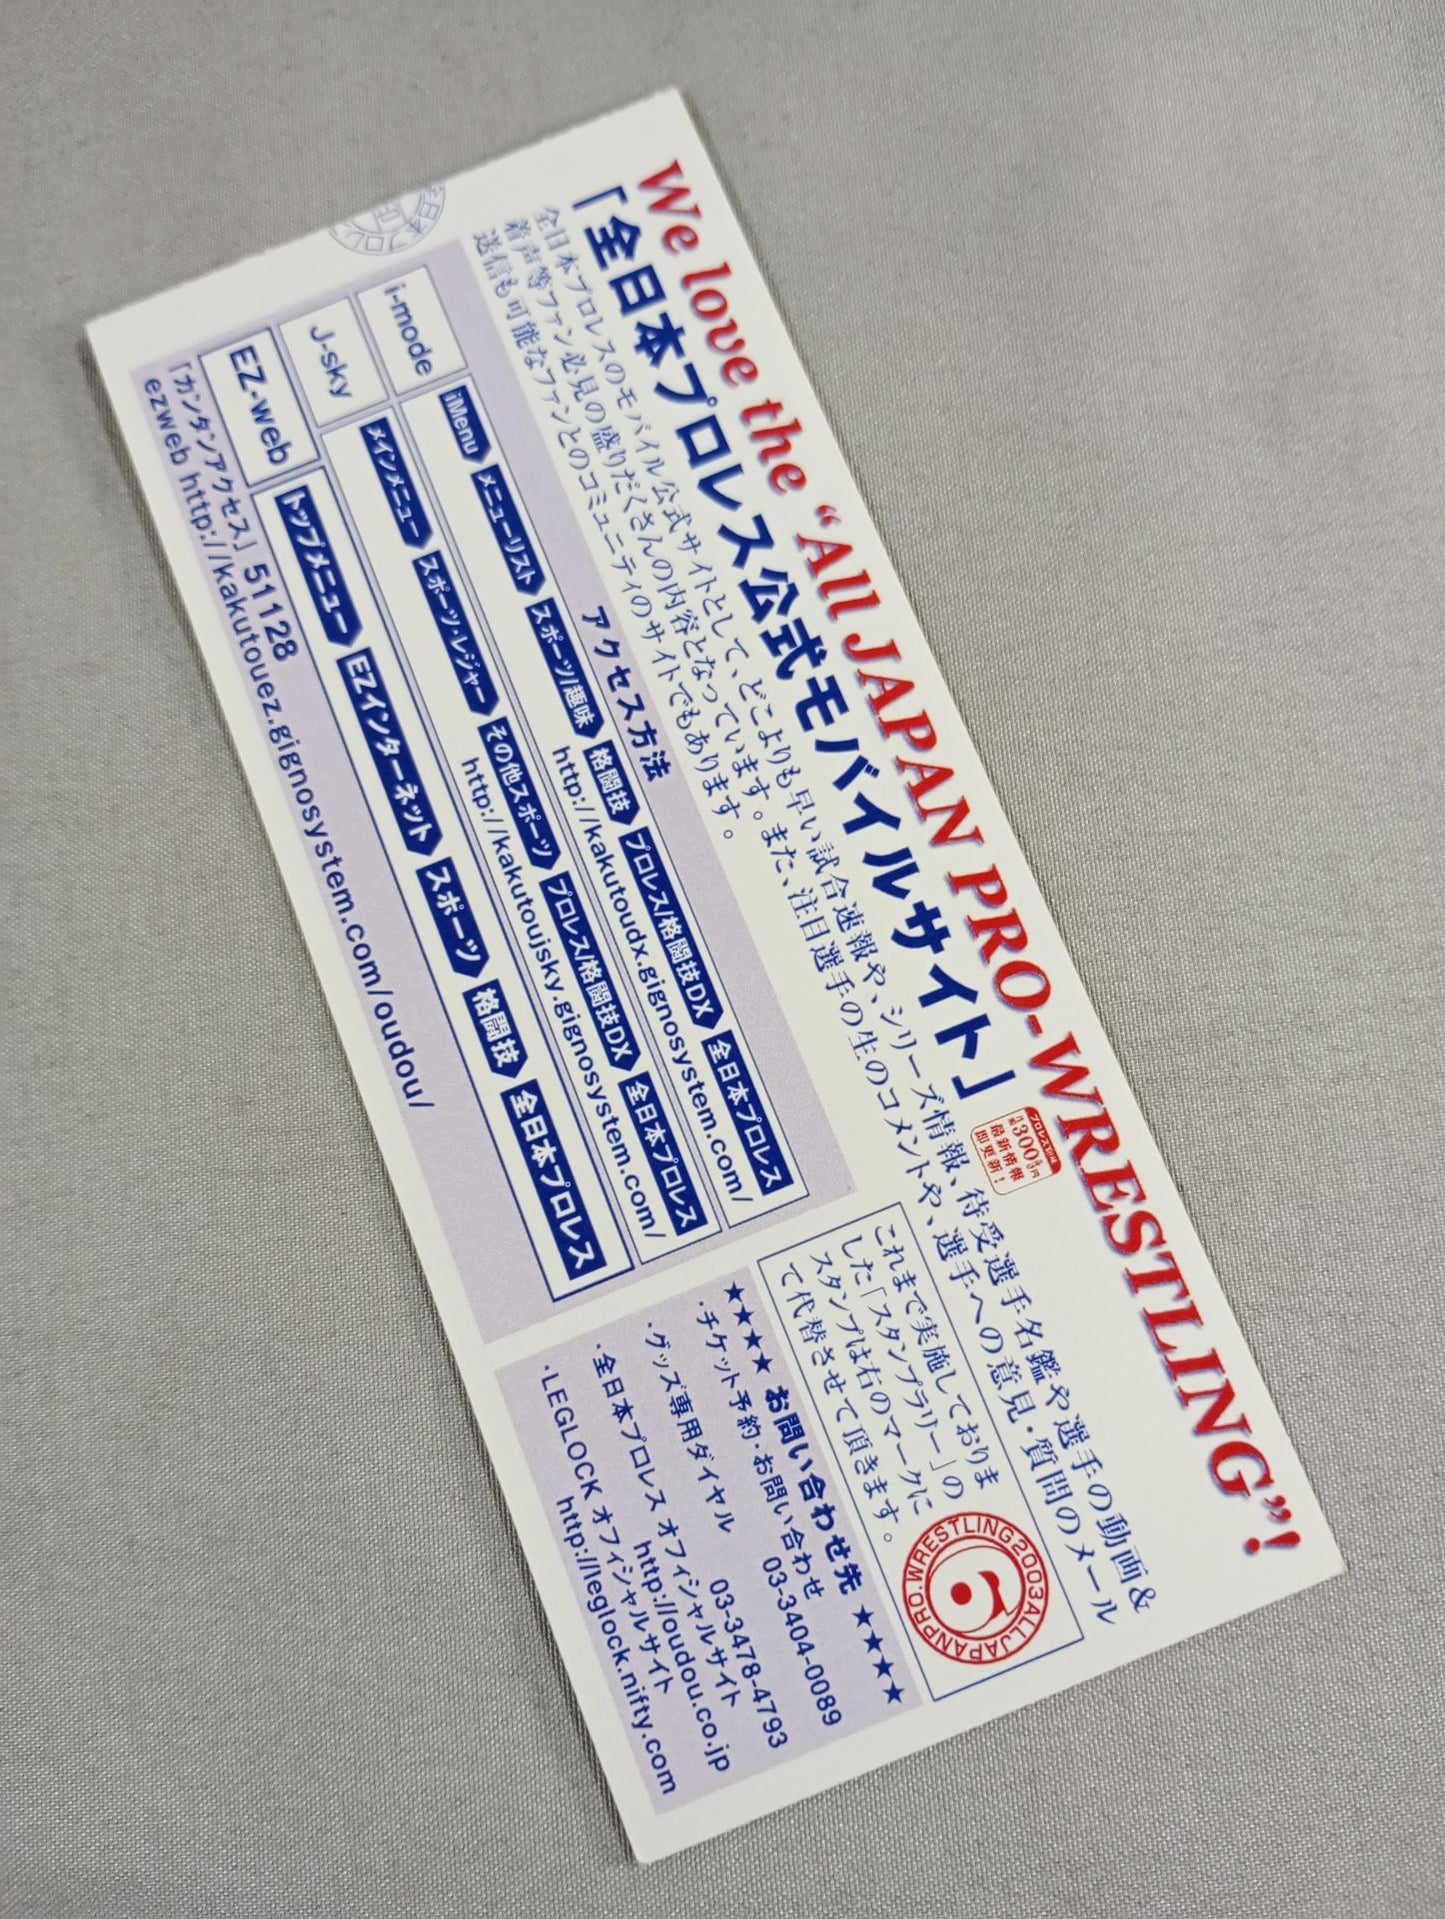 We love the “All JAPAN PRO-WRESTLING”!
「全日本プロレス公式モバイルサイト」
プロレス別冊
最新情報
即更新!
全日本プロレスのモバイル公式サイトとして、どこよりも早い試合速報や、シリーズ情報、待受選手名鑑や選手の動画&
着声等ファン必見の盛りだくさんの内容となっています。また、注目選手の生のコメントや、選手への意見・質問のメール
送信も可能なファンとのコミュニティのサイトでもあります。
アクセス方法
i-mode
iMenu メニューリスト スポーツ/趣味 格闘技 プロレス/格闘技DX 全日本プロレス
http://kakutoudx.gignosystem.com/
J-sky
メインメニュー スポーツ・レジャー その他スポーツ プロレス/格闘技DX 全日本プロレス
http://kakutoujsky.gignosystem.com/
EZ-web
トップメニュー EZインターネット スポーツ 格闘技 全日本プロレス
「カンタンアクセス」51128
ezweb http://kakutouez.gignosystem.com/oudou/
これまで実施しておりま
した「スタンプラリー」の
スタンプは右のマークに
て代替させて頂きます。
WRESTLING2003ALLJAPANPRO.
★★★★ お問い合わせ先 ★★★★
・チケット予約・お問い合わせ 03-3404-0089
・グッズ専用ダイヤル 03-3478-4793
・全日本プロレス オフィシャルサイト
http://oudou.co.jp
・LEGLOCK オフィシャルサイト
http://leglock.nifty.com